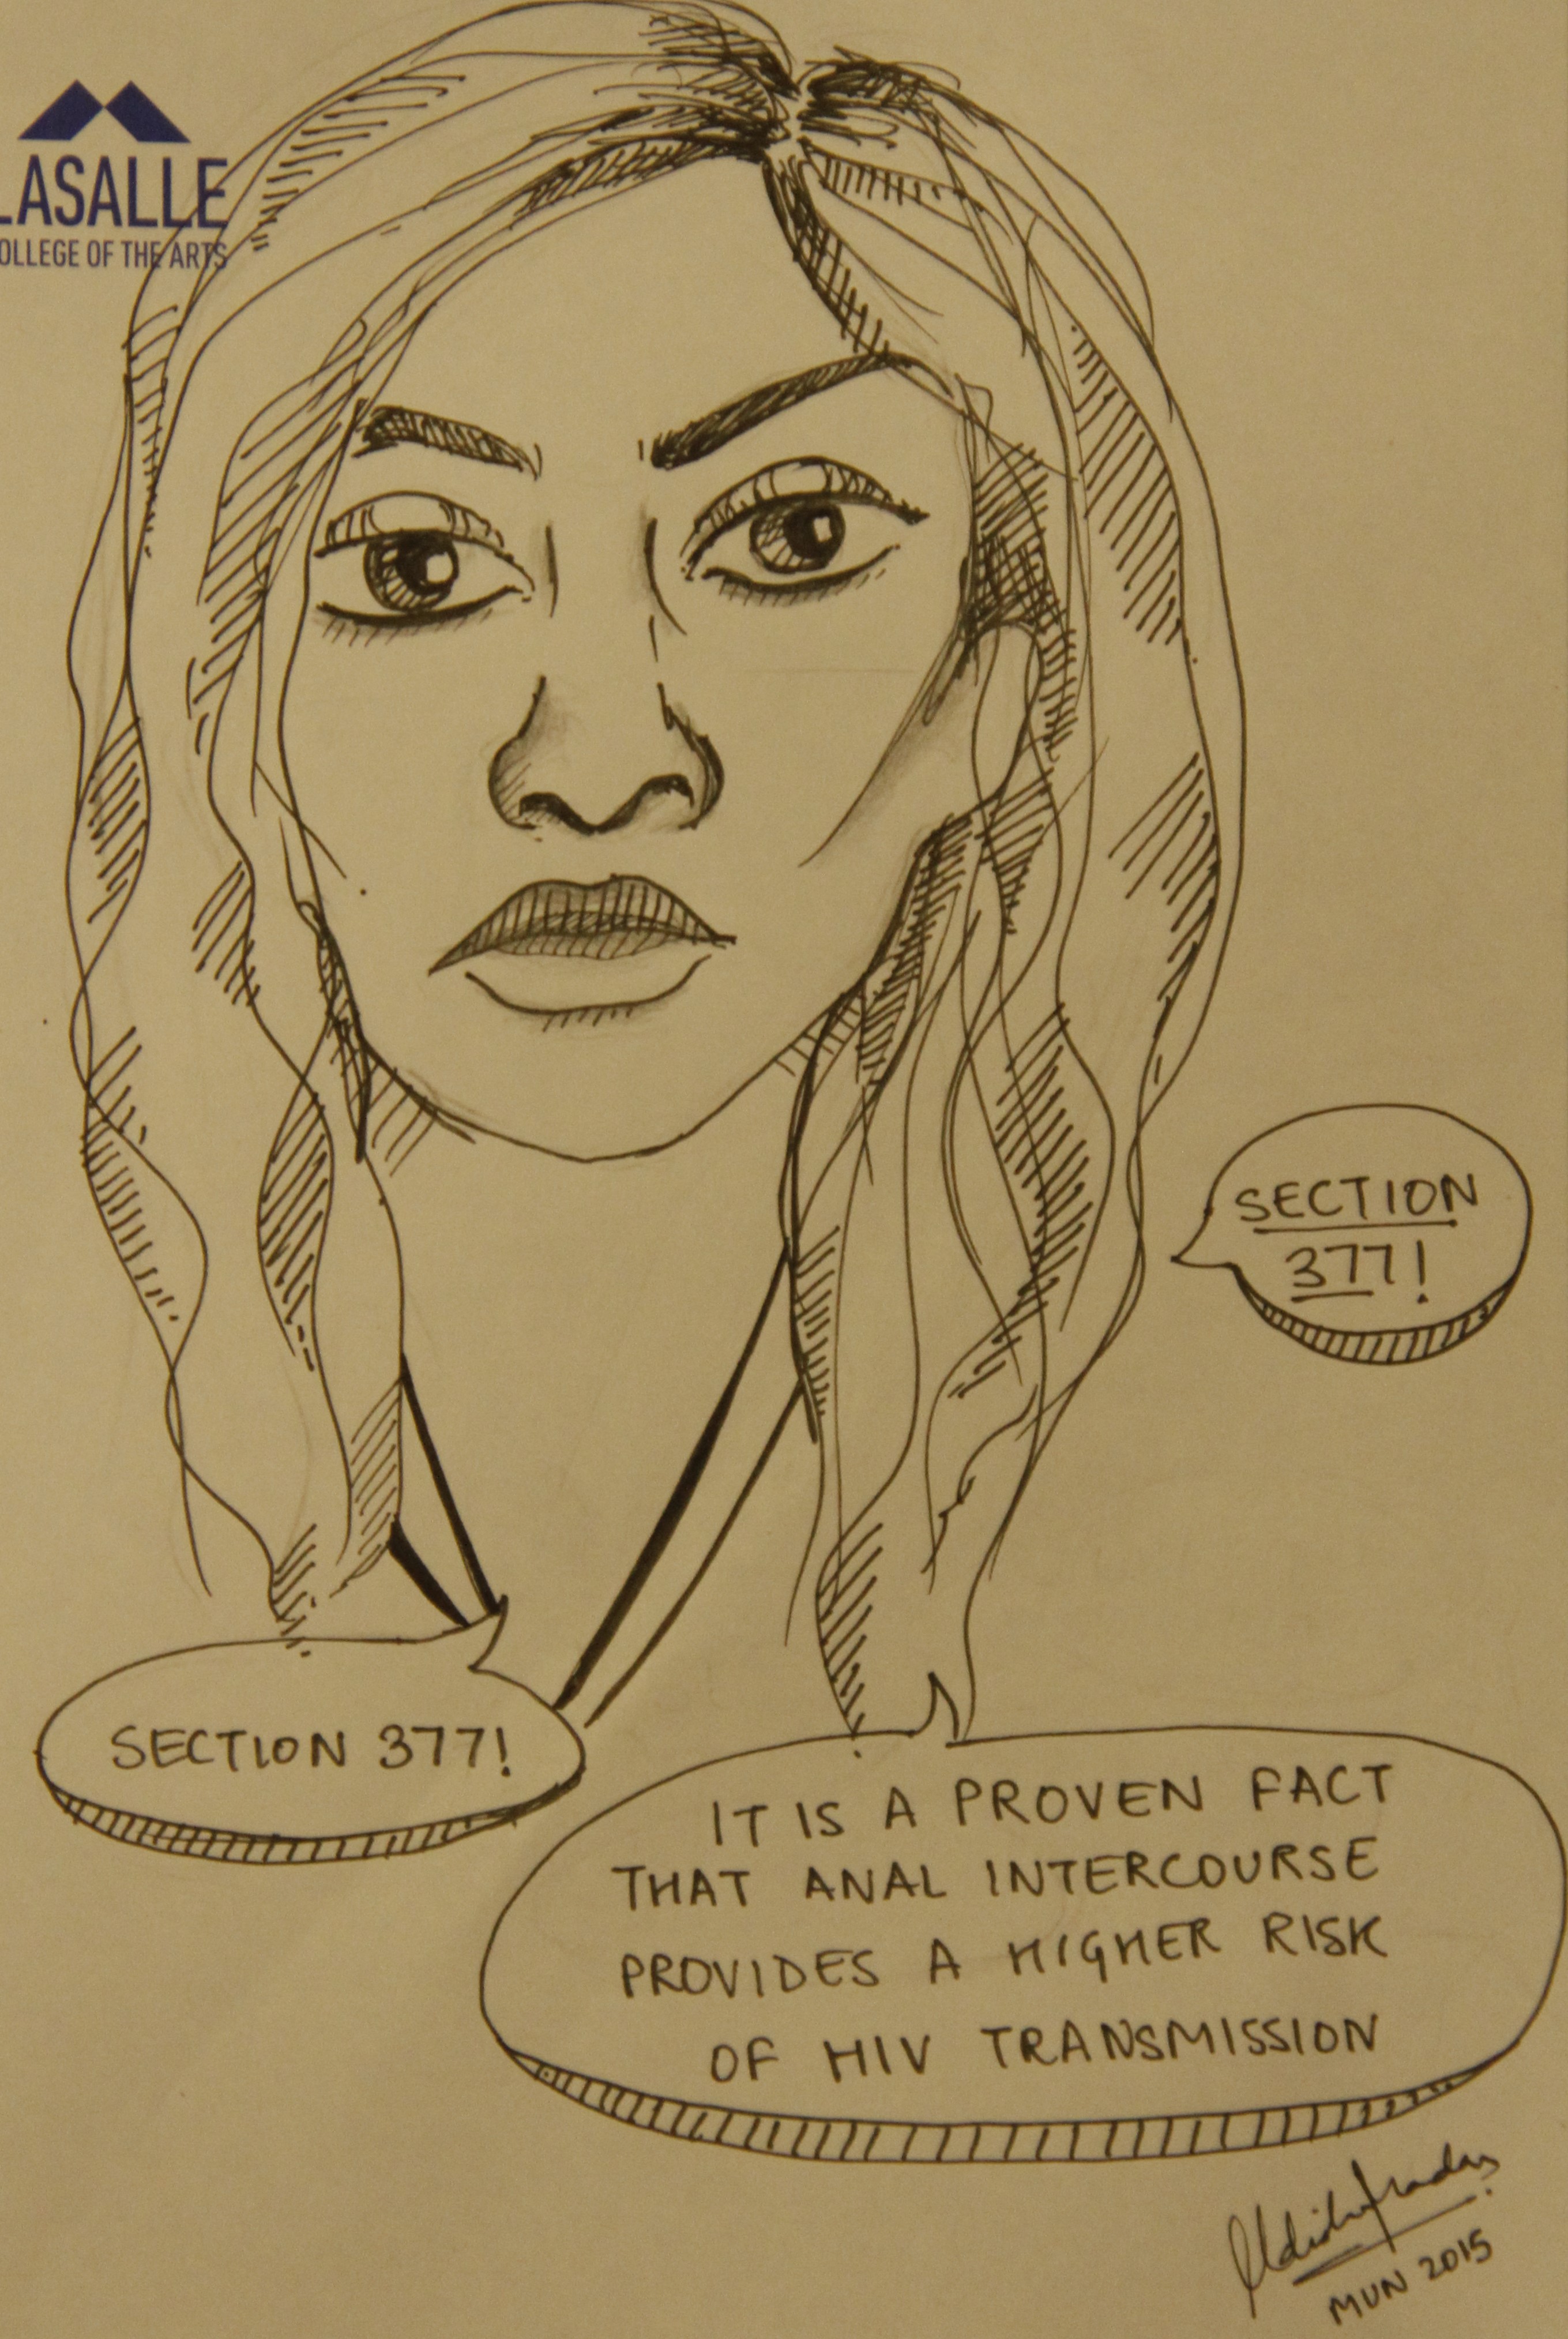 LASALLE
COLLEGE OF THE ARTS
SECTION
377!
SECTION 377!
IT IS A PROVEN FACT
THAT ANAL INTERCOURSE
PROVIDES A HIGHER RISK
OF HIV TRANSMISSION
MUN 2015